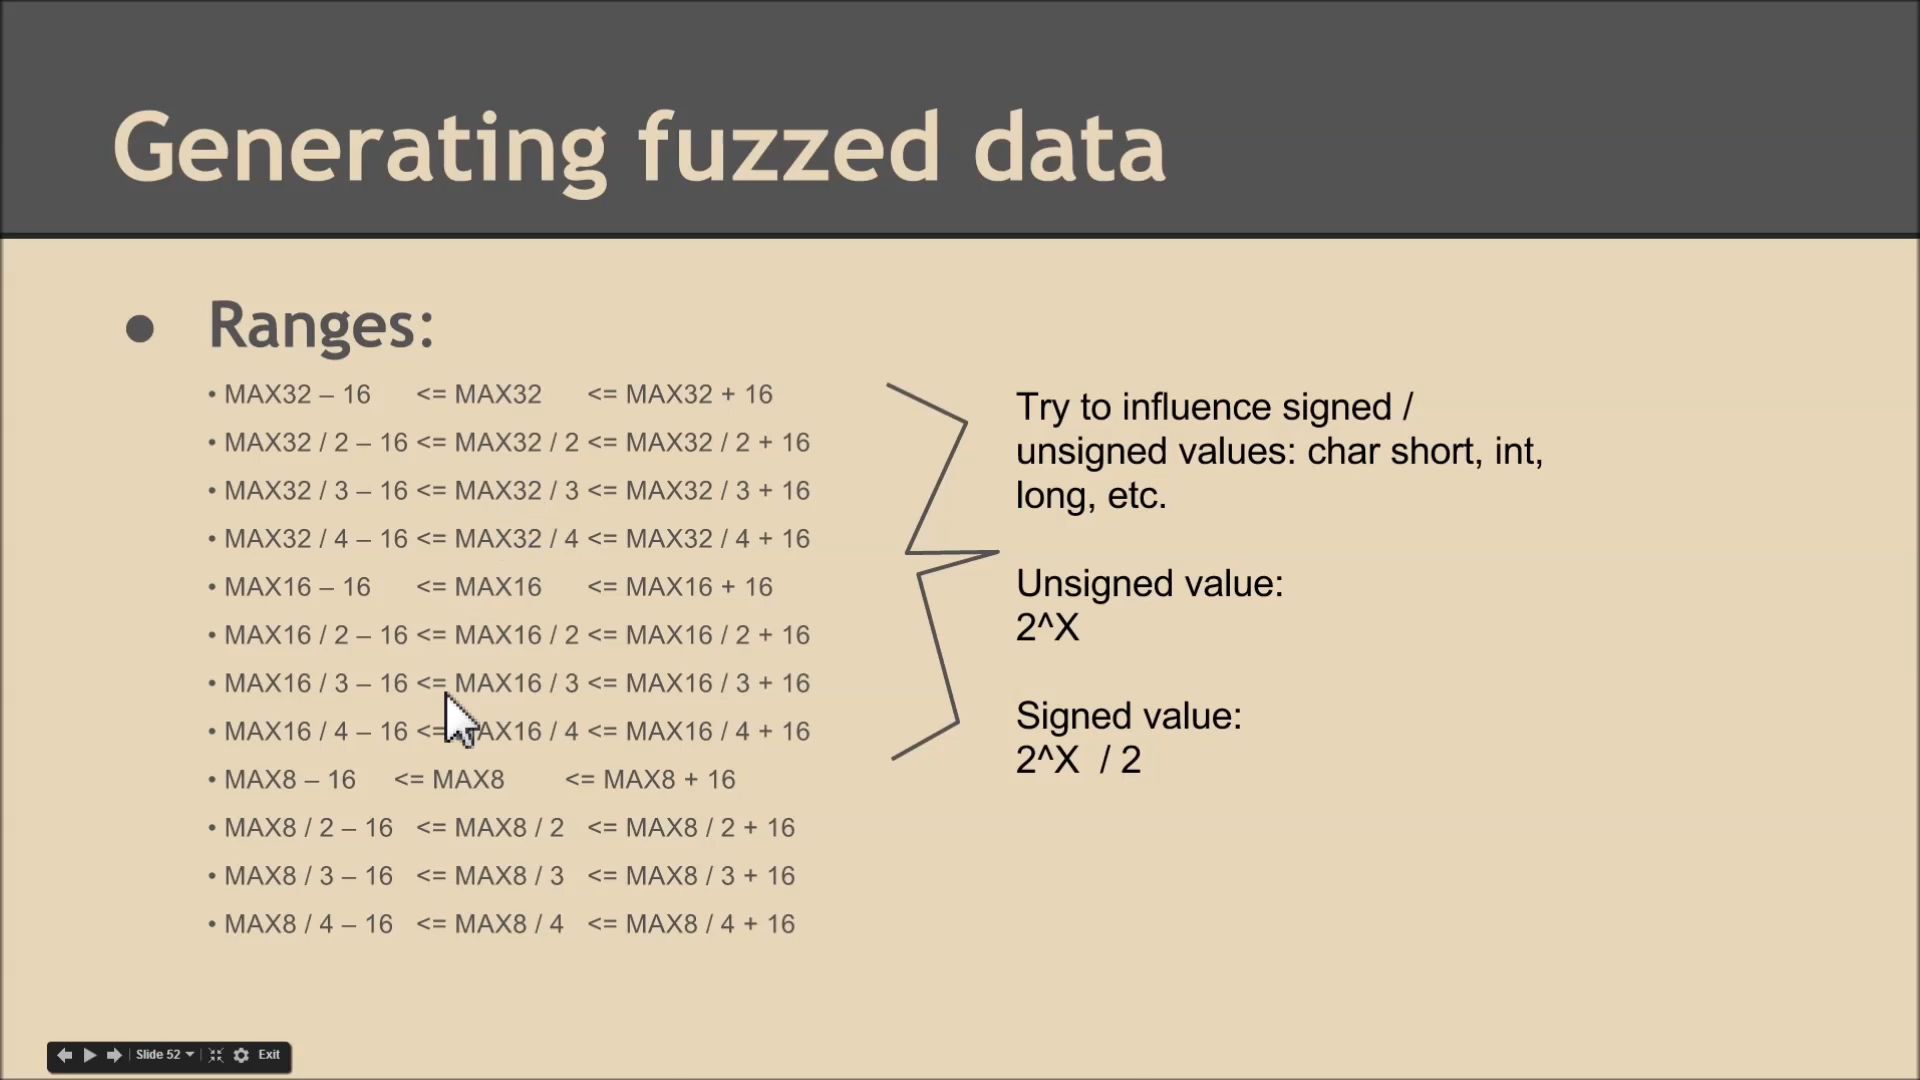 Generating fuzzed data
● Ranges:
• MAX32 – 16 <= MAX32 <= MAX32 + 16
• MAX32 / 2 – 16 <= MAX32 / 2 <= MAX32 / 2 + 16
• MAX32 / 3 – 16 <= MAX32 / 3 <= MAX32 / 3 + 16
• MAX32 / 4 – 16 <= MAX32 / 4 <= MAX32 / 4 + 16
• MAX16 – 16 <= MAX16 <= MAX16 + 16
• MAX16 / 2 – 16 <= MAX16 / 2 <= MAX16 / 2 + 16
• MAX16 / 3 – 16 <= MAX16 / 3 <= MAX16 / 3 + 16
• MAX16 / 4 – 16 <= MAX16 / 4 <= MAX16 / 4 + 16
• MAX8 – 16 <= MAX8 <= MAX8 + 16
• MAX8 / 2 – 16 <= MAX8 / 2 <= MAX8 / 2 + 16
• MAX8 / 3 – 16 <= MAX8 / 3 <= MAX8 / 3 + 16
• MAX8 / 4 – 16 <= MAX8 / 4 <= MAX8 / 4 + 16
Try to influence signed /
unsigned values: char short, int,
long, etc.
Unsigned value:
2^X
Signed value:
2^X / 2
Slide 52 Exit